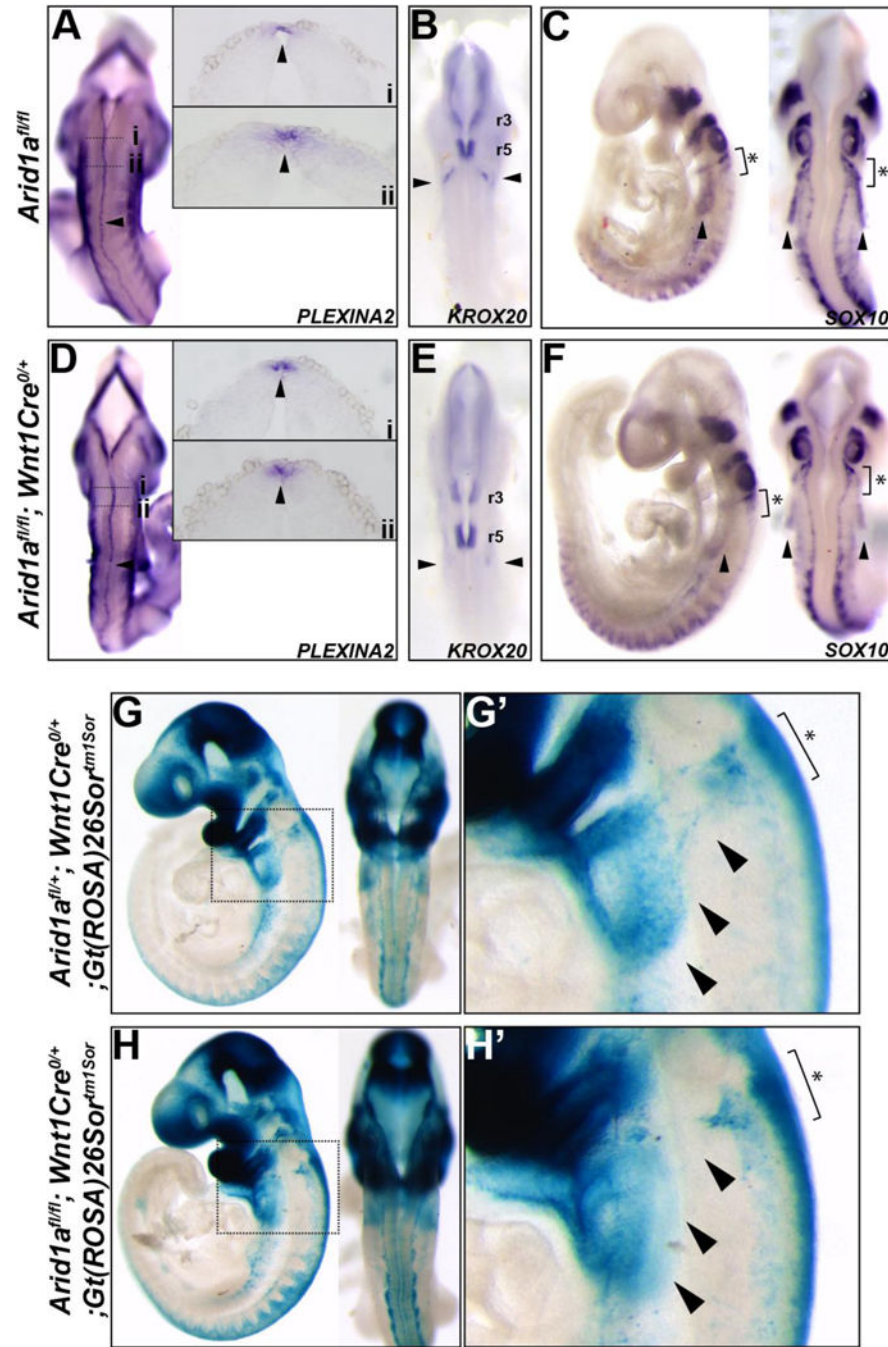 A
i
ii
i
ii
PLEXINA2
B
r3
r5
KROX20
C
*
*
SOX10
Arid1a^fl/fl
D
i
ii
i
ii
PLEXINA2
E
r3
r5
KROX20
F
*
*
SOX10
Arid1a^fl/fl; Wnt1Cre^0/+
G
G’
*
Arid1a^fl/+; Wnt1Cre^0/+
;Gt(ROSA)26Sor^tm1Sor
H
H’
*
Arid1a^fl/fl; Wnt1Cre^0/+
;Gt(ROSA)26Sor^tm1Sor